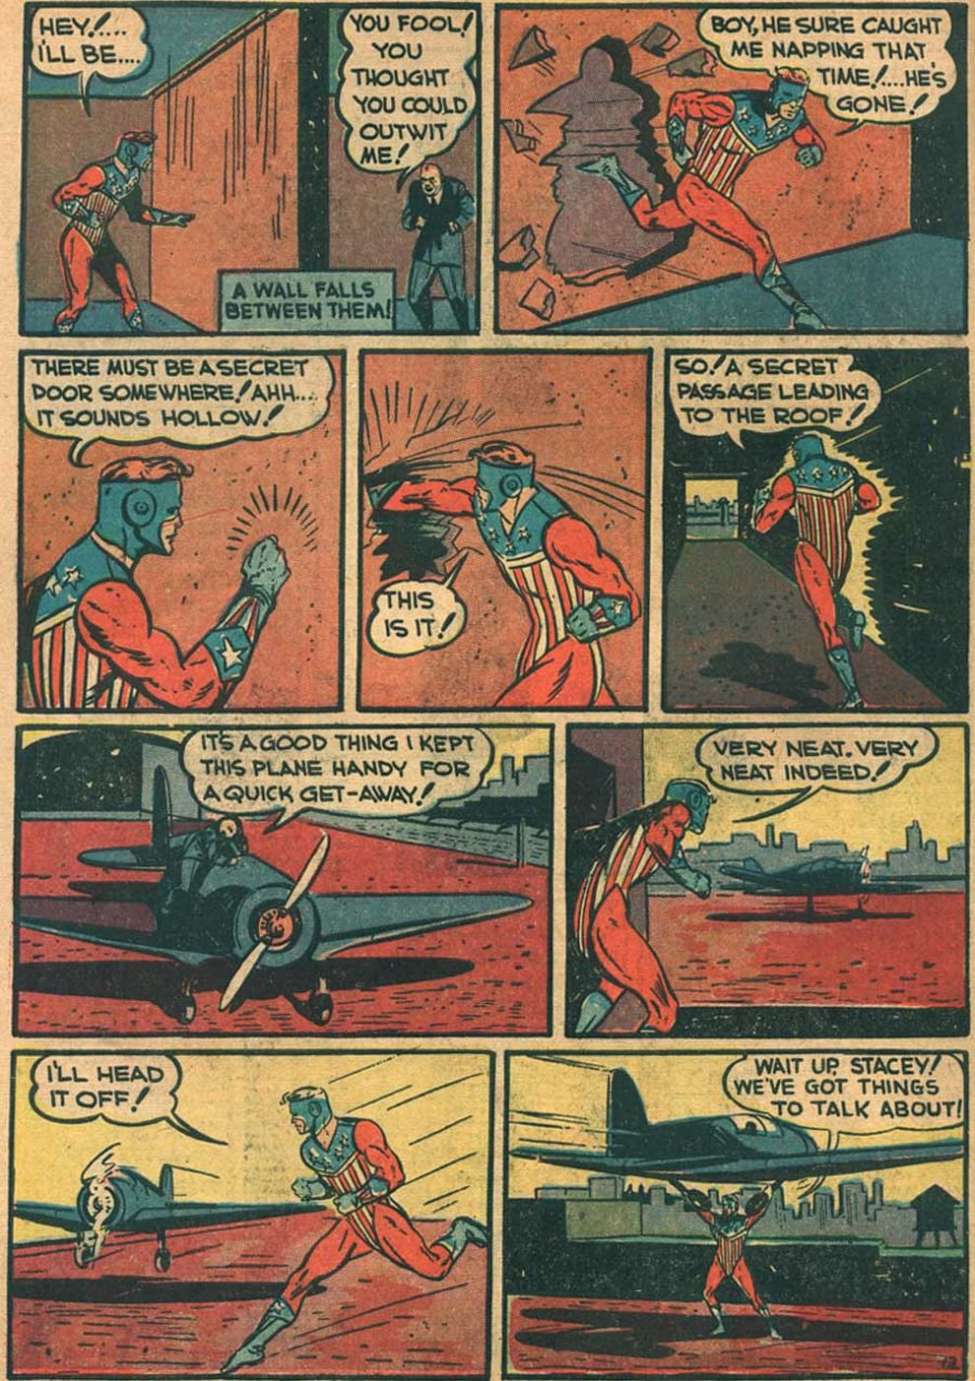 HEY!....
I'LL BE....
YOU FOOL!
YOU
THOUGHT
YOU COULD
OUTWIT
ME!
A WALL FALLS
BETWEEN THEM!
BOY, HE SURE CAUGHT
ME NAPPING THAT
TIME!....HE'S
GONE!
THERE MUST BE A SECRET
DOOR SOMEWHERE! AHH...
IT SOUNDS HOLLOW!
THIS
IS IT!
SO! A SECRET
PASSAGE LEADING
TO THE ROOF!
IT'S A GOOD THING I KEPT
THIS PLANE HANDY FOR
A QUICK GET-AWAY!
VERY NEAT. VERY
NEAT INDEED!
I'LL HEAD
IT OFF!
WAIT UP, STACEY!
WE'VE GOT THINGS
TO TALK ABOUT!
12